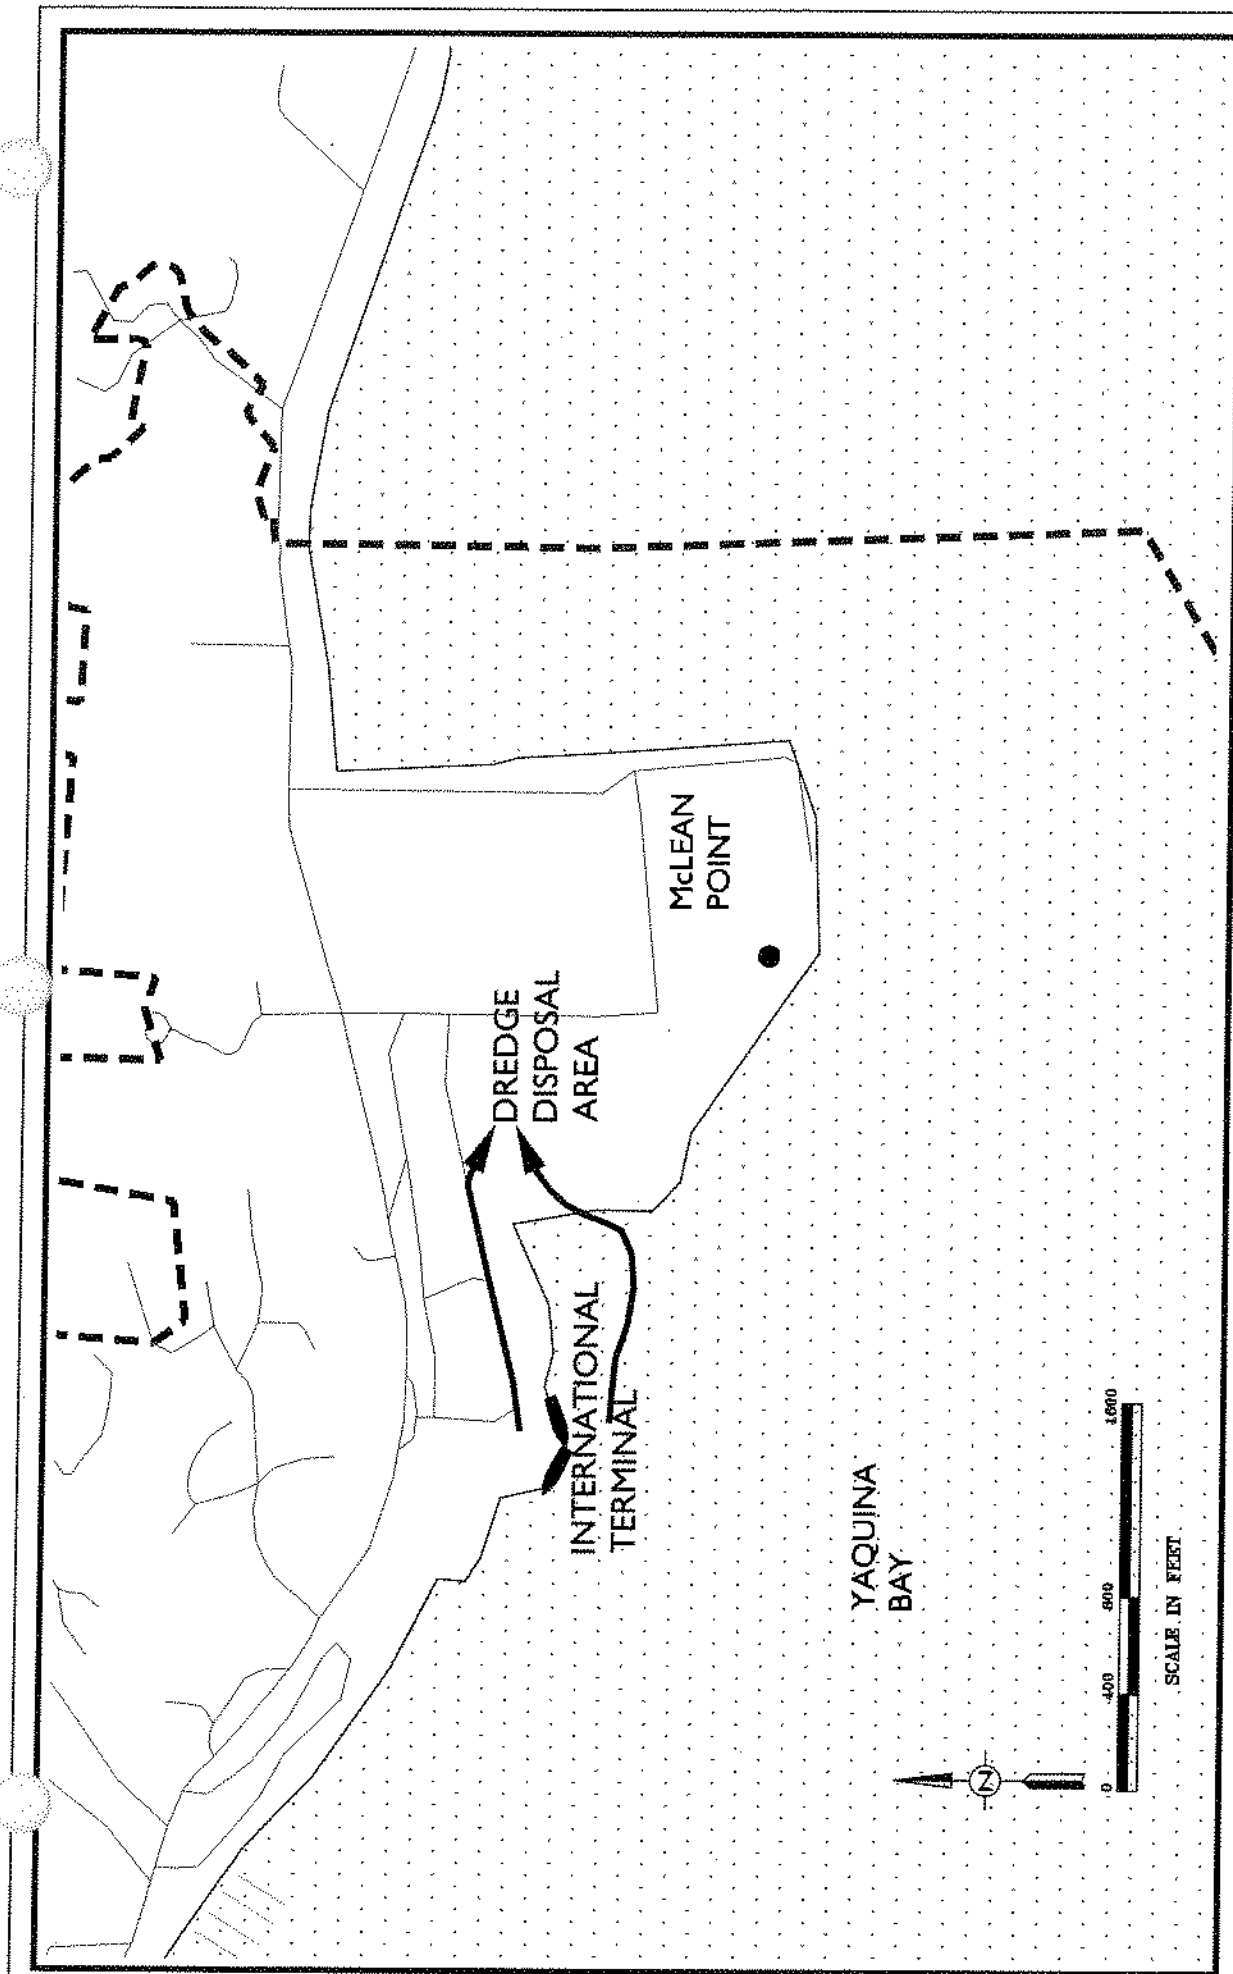 McLEAN
POINT
DREDGE
DISPOSAL
AREA
INTERNATIONAL
TERMINAL
YAQUINA
BAY
N
0 400 800 1600
SCALE IN FEET